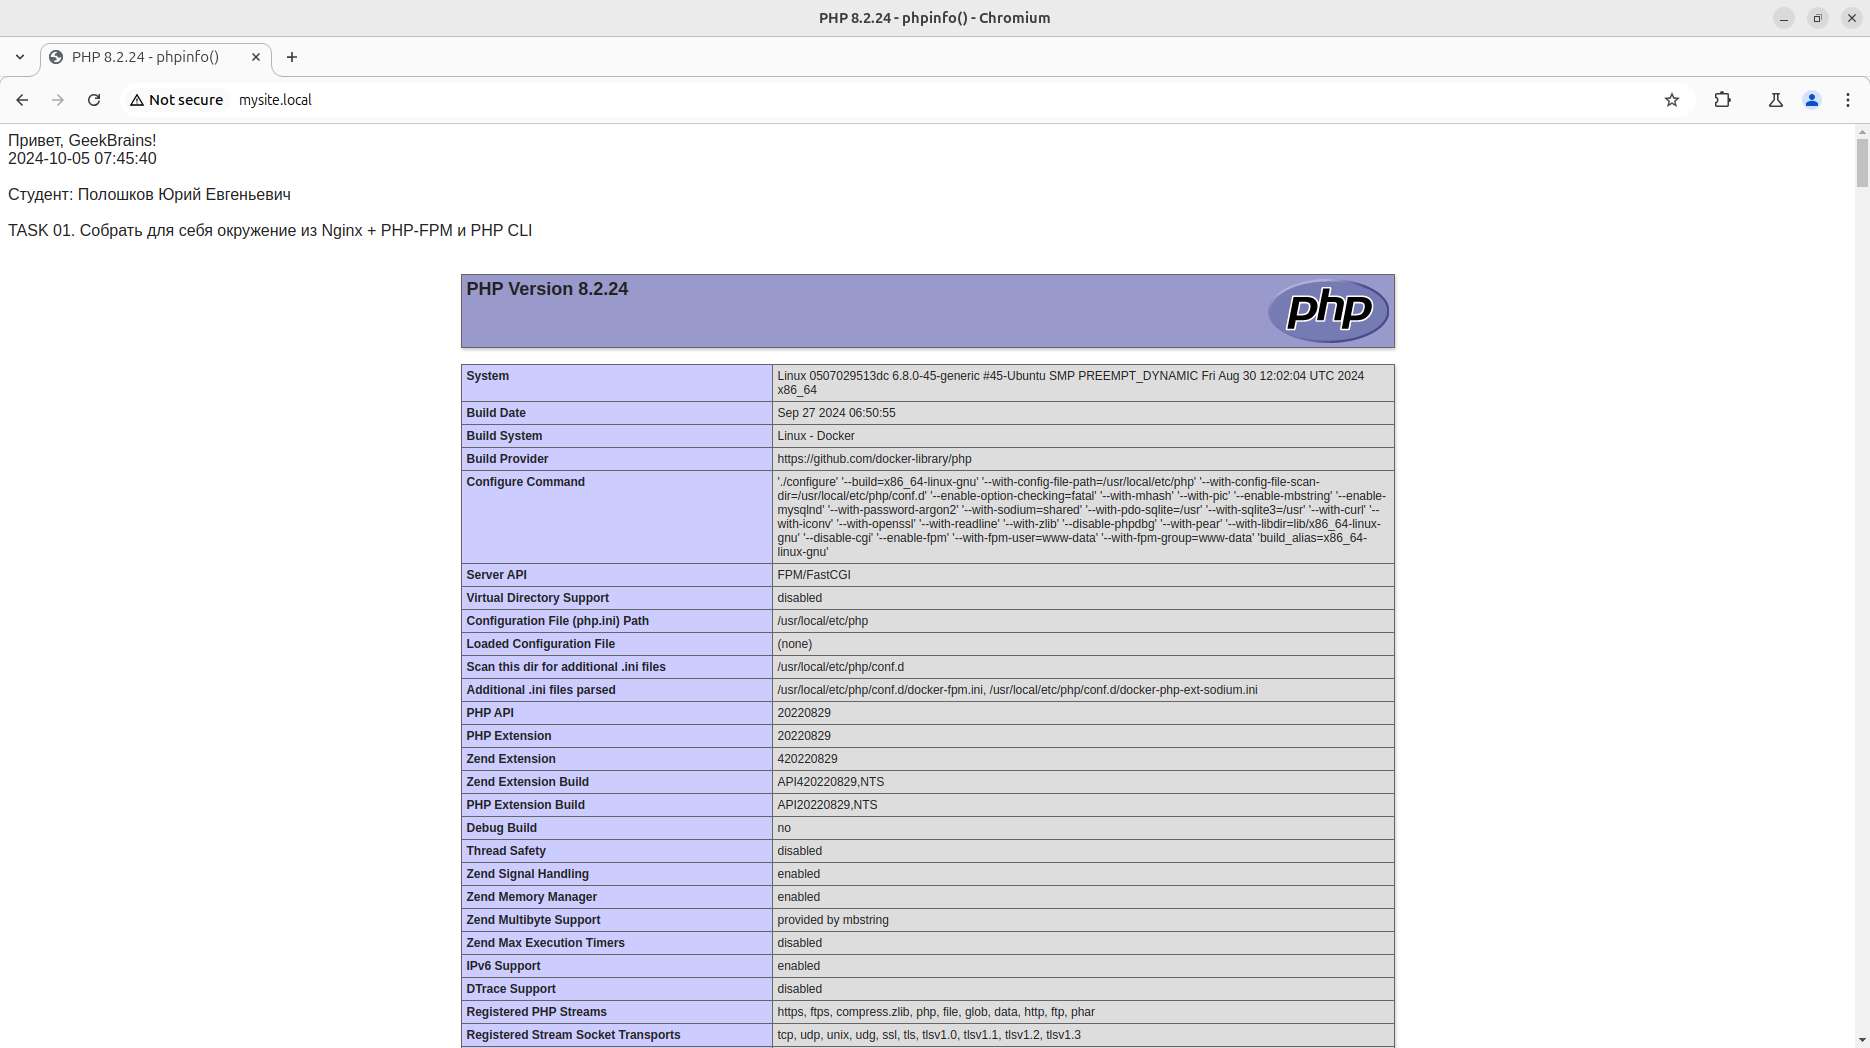 PHP 8.2.24 - phpinfo() - Chromium
PHP 8.2.24 - phpinfo()
Not secure mysite.local
Привет, GeekBrains!
2024-10-05 07:45:40
Студент: Полошков Юрий Евгеньевич
TASK 01. Собрать для себя окружение из Nginx + PHP-FPM и PHP CLI
PHP Version 8.2.24
php
System Linux 0507029513dc 6.8.0-45-generic #45-Ubuntu SMP PREEMPT_DYNAMIC Fri Aug 30 12:02:04 UTC 2024
x86_64
Build Date Sep 27 2024 06:50:55
Build System Linux - Docker
Build Provider https://github.com/docker-library/php
Configure Command './configure' '--build=x86_64-linux-gnu' '--with-config-file-path=/usr/local/etc/php' '--with-config-file-scan-
dir=/usr/local/etc/php/conf.d' '--enable-option-checking=fatal' '--with-mhash' '--with-pic' '--enable-mbstring' '--enable-
mysqlnd' '--with-password-argon2' '--with-sodium=shared' '--with-pdo-sqlite=/usr' '--with-sqlite3=/usr' '--with-curl' '--
with-iconv' '--with-openssl' '--with-readline' '--with-zlib' '--disable-phpdbg' '--with-pear' '--with-libdir=lib/x86_64-linux-
gnu' '--disable-cgi' '--enable-fpm' '--with-fpm-user=www-data' '--with-fpm-group=www-data' 'build_alias=x86_64-
linux-gnu'
Server API FPM/FastCGI
Virtual Directory Support disabled
Configuration File (php.ini) Path /usr/local/etc/php
Loaded Configuration File (none)
Scan this dir for additional .ini files /usr/local/etc/php/conf.d
Additional .ini files parsed /usr/local/etc/php/conf.d/docker-fpm.ini, /usr/local/etc/php/conf.d/docker-php-ext-sodium.ini
PHP API 20220829
PHP Extension 20220829
Zend Extension 420220829
Zend Extension Build API420220829,NTS
PHP Extension Build API20220829,NTS
Debug Build no
Thread Safety disabled
Zend Signal Handling enabled
Zend Memory Manager enabled
Zend Multibyte Support provided by mbstring
Zend Max Execution Timers disabled
IPv6 Support enabled
DTrace Support disabled
Registered PHP Streams https, ftps, compress.zlib, php, file, glob, data, http, ftp, phar
Registered Stream Socket Transports tcp, udp, unix, udg, ssl, tls, tlsv1.0, tlsv1.1, tlsv1.2, tlsv1.3